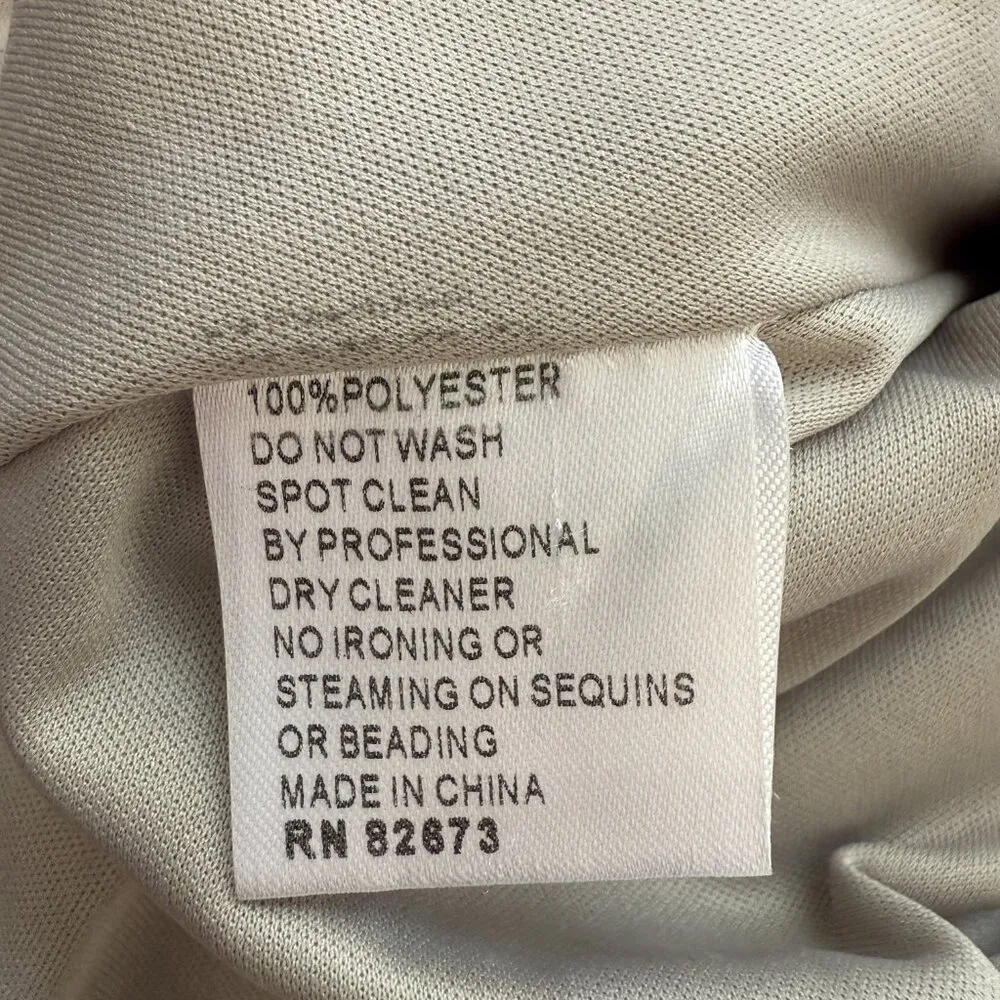 100%POLYESTER
DO NOT WASH
SPOT CLEAN
BY PROFESSIONAL
DRY CLEANER
NO IRONING OR
STEAMING ON SEQUINS
OR BEADING
MADE IN CHINA
RN 82673